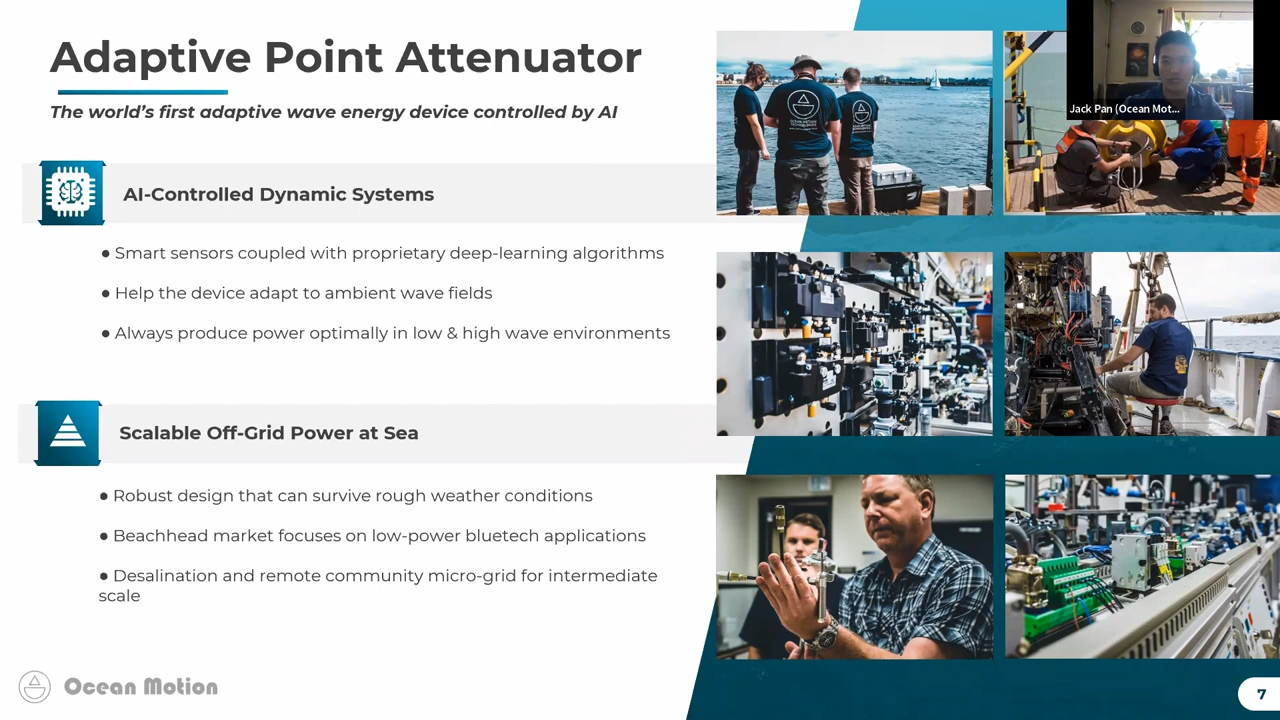 Adaptive Point Attenuator
The world's first adaptive wave energy device controlled by AI
AI-Controlled Dynamic Systems
● Smart sensors coupled with proprietary deep-learning algorithms
● Help the device adapt to ambient wave fields
● Always produce power optimally in low & high wave environments
Scalable Off-Grid Power at Sea
● Robust design that can survive rough weather conditions
● Beachhead market focuses on low-power bluetech applications
● Desalination and remote community micro-grid for intermediate
scale
Ocean Motion
Jack Pan (Ocean Mot...
7